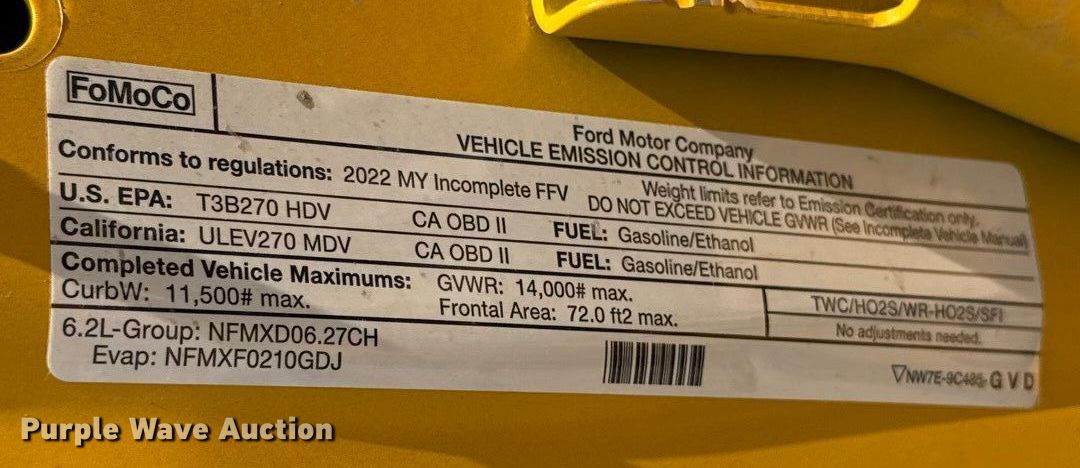 FoMoCo
Ford Motor Company
VEHICLE EMISSION CONTROL INFORMATION
Conforms to regulations: 2022 MY Incomplete FFV
Weight limits refer to Emission Certification only.
DO NOT EXCEED VEHICLE GVWR (See Incomplete Vehicle Manual)
U.S. EPA: T3B270 HDV CA OBD II FUEL: Gasoline/Ethanol
California: ULEV270 MDV CA OBD II FUEL: Gasoline/Ethanol
Completed Vehicle Maximums: GVWR: 14,000# max.
CurbW: 11,500# max. Frontal Area: 72.0 ft2 max.
TWC/HO2S/WR-HO2S/SFI
No adjustments needed.
6.2L-Group: NFMXD06.27CH
Evap: NFMXF0210GDJ
NW7E-9C485- G V D
Purple Wave Auction